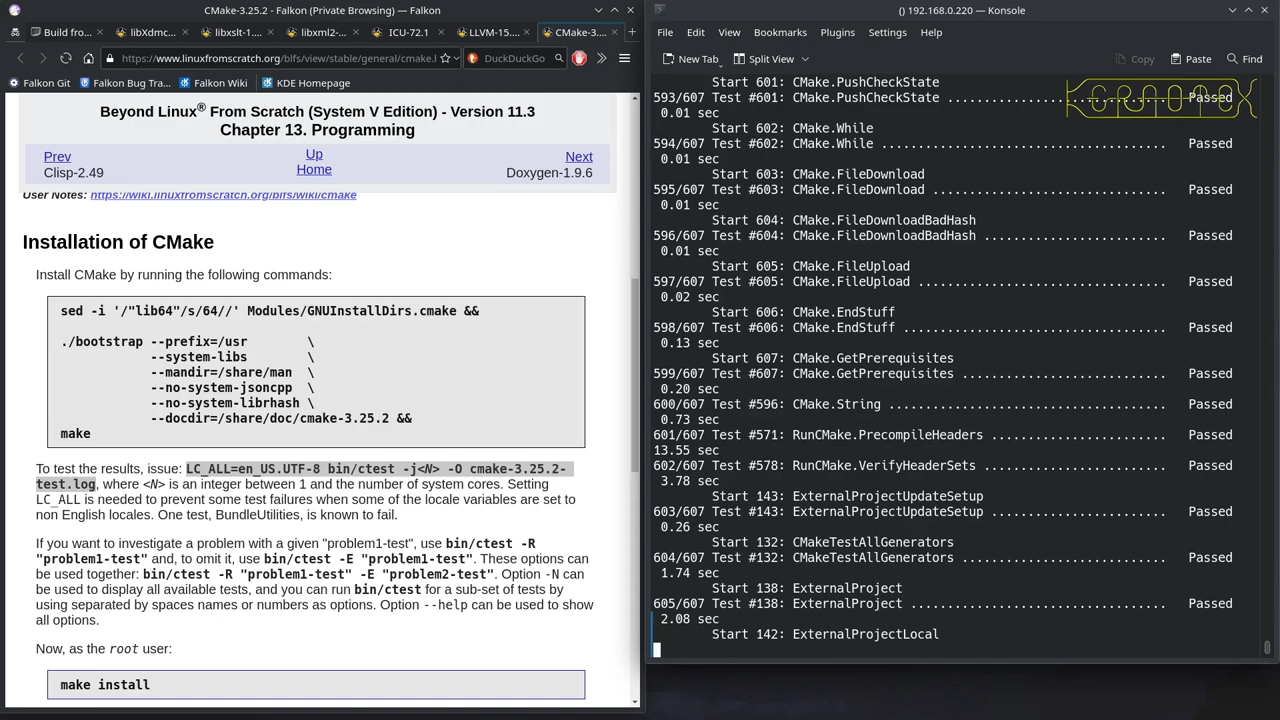 CMake-3.25.2 - Falkon (Private Browsing) — Falkon
Build fro...
libXdmc...
libxslt-1....
libxml2-...
ICU-72.1
LLVM-15....
CMake-3....
https://www.linuxfromscratch.org/blfs/view/stable/general/cmake.l
DuckDuckGo
Falkon Git
Falkon Bug Tra...
Falkon Wiki
KDE Homepage
Beyond Linux® From Scratch (System V Edition) - Version 11.3
Chapter 13. Programming
Prev
Up
Next
Clisp-2.49
Home
Doxygen-1.9.6
User Notes: https://wiki.linuxfromscratch.org/blfs/wiki/cmake
Installation of CMake
Install CMake by running the following commands:
sed -i '/"lib64"/s/64//' Modules/GNUInstallDirs.cmake &&
./bootstrap --prefix=/usr        \
            --system-libs        \
            --mandir=/share/man  \
            --no-system-jsoncpp  \
            --no-system-librhash \
            --docdir=/share/doc/cmake-3.25.2 &&
make
To test the results, issue: LC_ALL=en_US.UTF-8 bin/ctest -j<N> -O cmake-3.25.2-
test.log, where <N> is an integer between 1 and the number of system cores. Setting
LC_ALL is needed to prevent some test failures when some of the locale variables are set to
non English locales. One test, BundleUtilities, is known to fail.
If you want to investigate a problem with a given "problem1-test", use bin/ctest -R
"problem1-test" and, to omit it, use bin/ctest -E "problem1-test". These options can
be used together: bin/ctest -R "problem1-test" -E "problem2-test". Option -N can
be used to display all available tests, and you can run bin/ctest for a sub-set of tests by
using separated by spaces names or numbers as options. Option --help can be used to show
all options.
Now, as the root user:
make install
() 192.168.0.220 — Konsole
File Edit View Bookmarks Plugins Settings Help
New Tab
Split View
Copy
Paste
Find
Start 601: CMake.PushCheckState
593/607 Test #601: CMake.PushCheckState ........................ Passed
0.01 sec
Start 602: CMake.While
594/607 Test #602: CMake.While ................................. Passed
0.01 sec
Start 603: CMake.FileDownload
595/607 Test #603: CMake.FileDownload .......................... Passed
0.01 sec
Start 604: CMake.FileDownloadBadHash
596/607 Test #604: CMake.FileDownloadBadHash ................... Passed
0.01 sec
Start 605: CMake.FileUpload
597/607 Test #605: CMake.FileUpload ............................ Passed
0.02 sec
Start 606: CMake.EndStuff
598/607 Test #606: CMake.EndStuff .............................. Passed
0.13 sec
Start 607: CMake.GetPrerequisites
599/607 Test #607: CMake.GetPrerequisites ...................... Passed
0.20 sec
600/607 Test #596: CMake.String ................................ Passed
0.73 sec
601/607 Test #571: RunCMake.PrecompileHeaders .................. Passed
13.55 sec
602/607 Test #578: RunCMake.VerifyHeaderSets ................... Passed
3.78 sec
Start 143: ExternalProjectUpdateSetup
603/607 Test #143: ExternalProjectUpdateSetup .................. Passed
0.26 sec
Start 132: CMakeTestAllGenerators
604/607 Test #132: CMakeTestAllGenerators ...................... Passed
1.74 sec
Start 138: ExternalProject
605/607 Test #138: ExternalProject ............................. Passed
2.08 sec
Start 142: ExternalProjectLocal